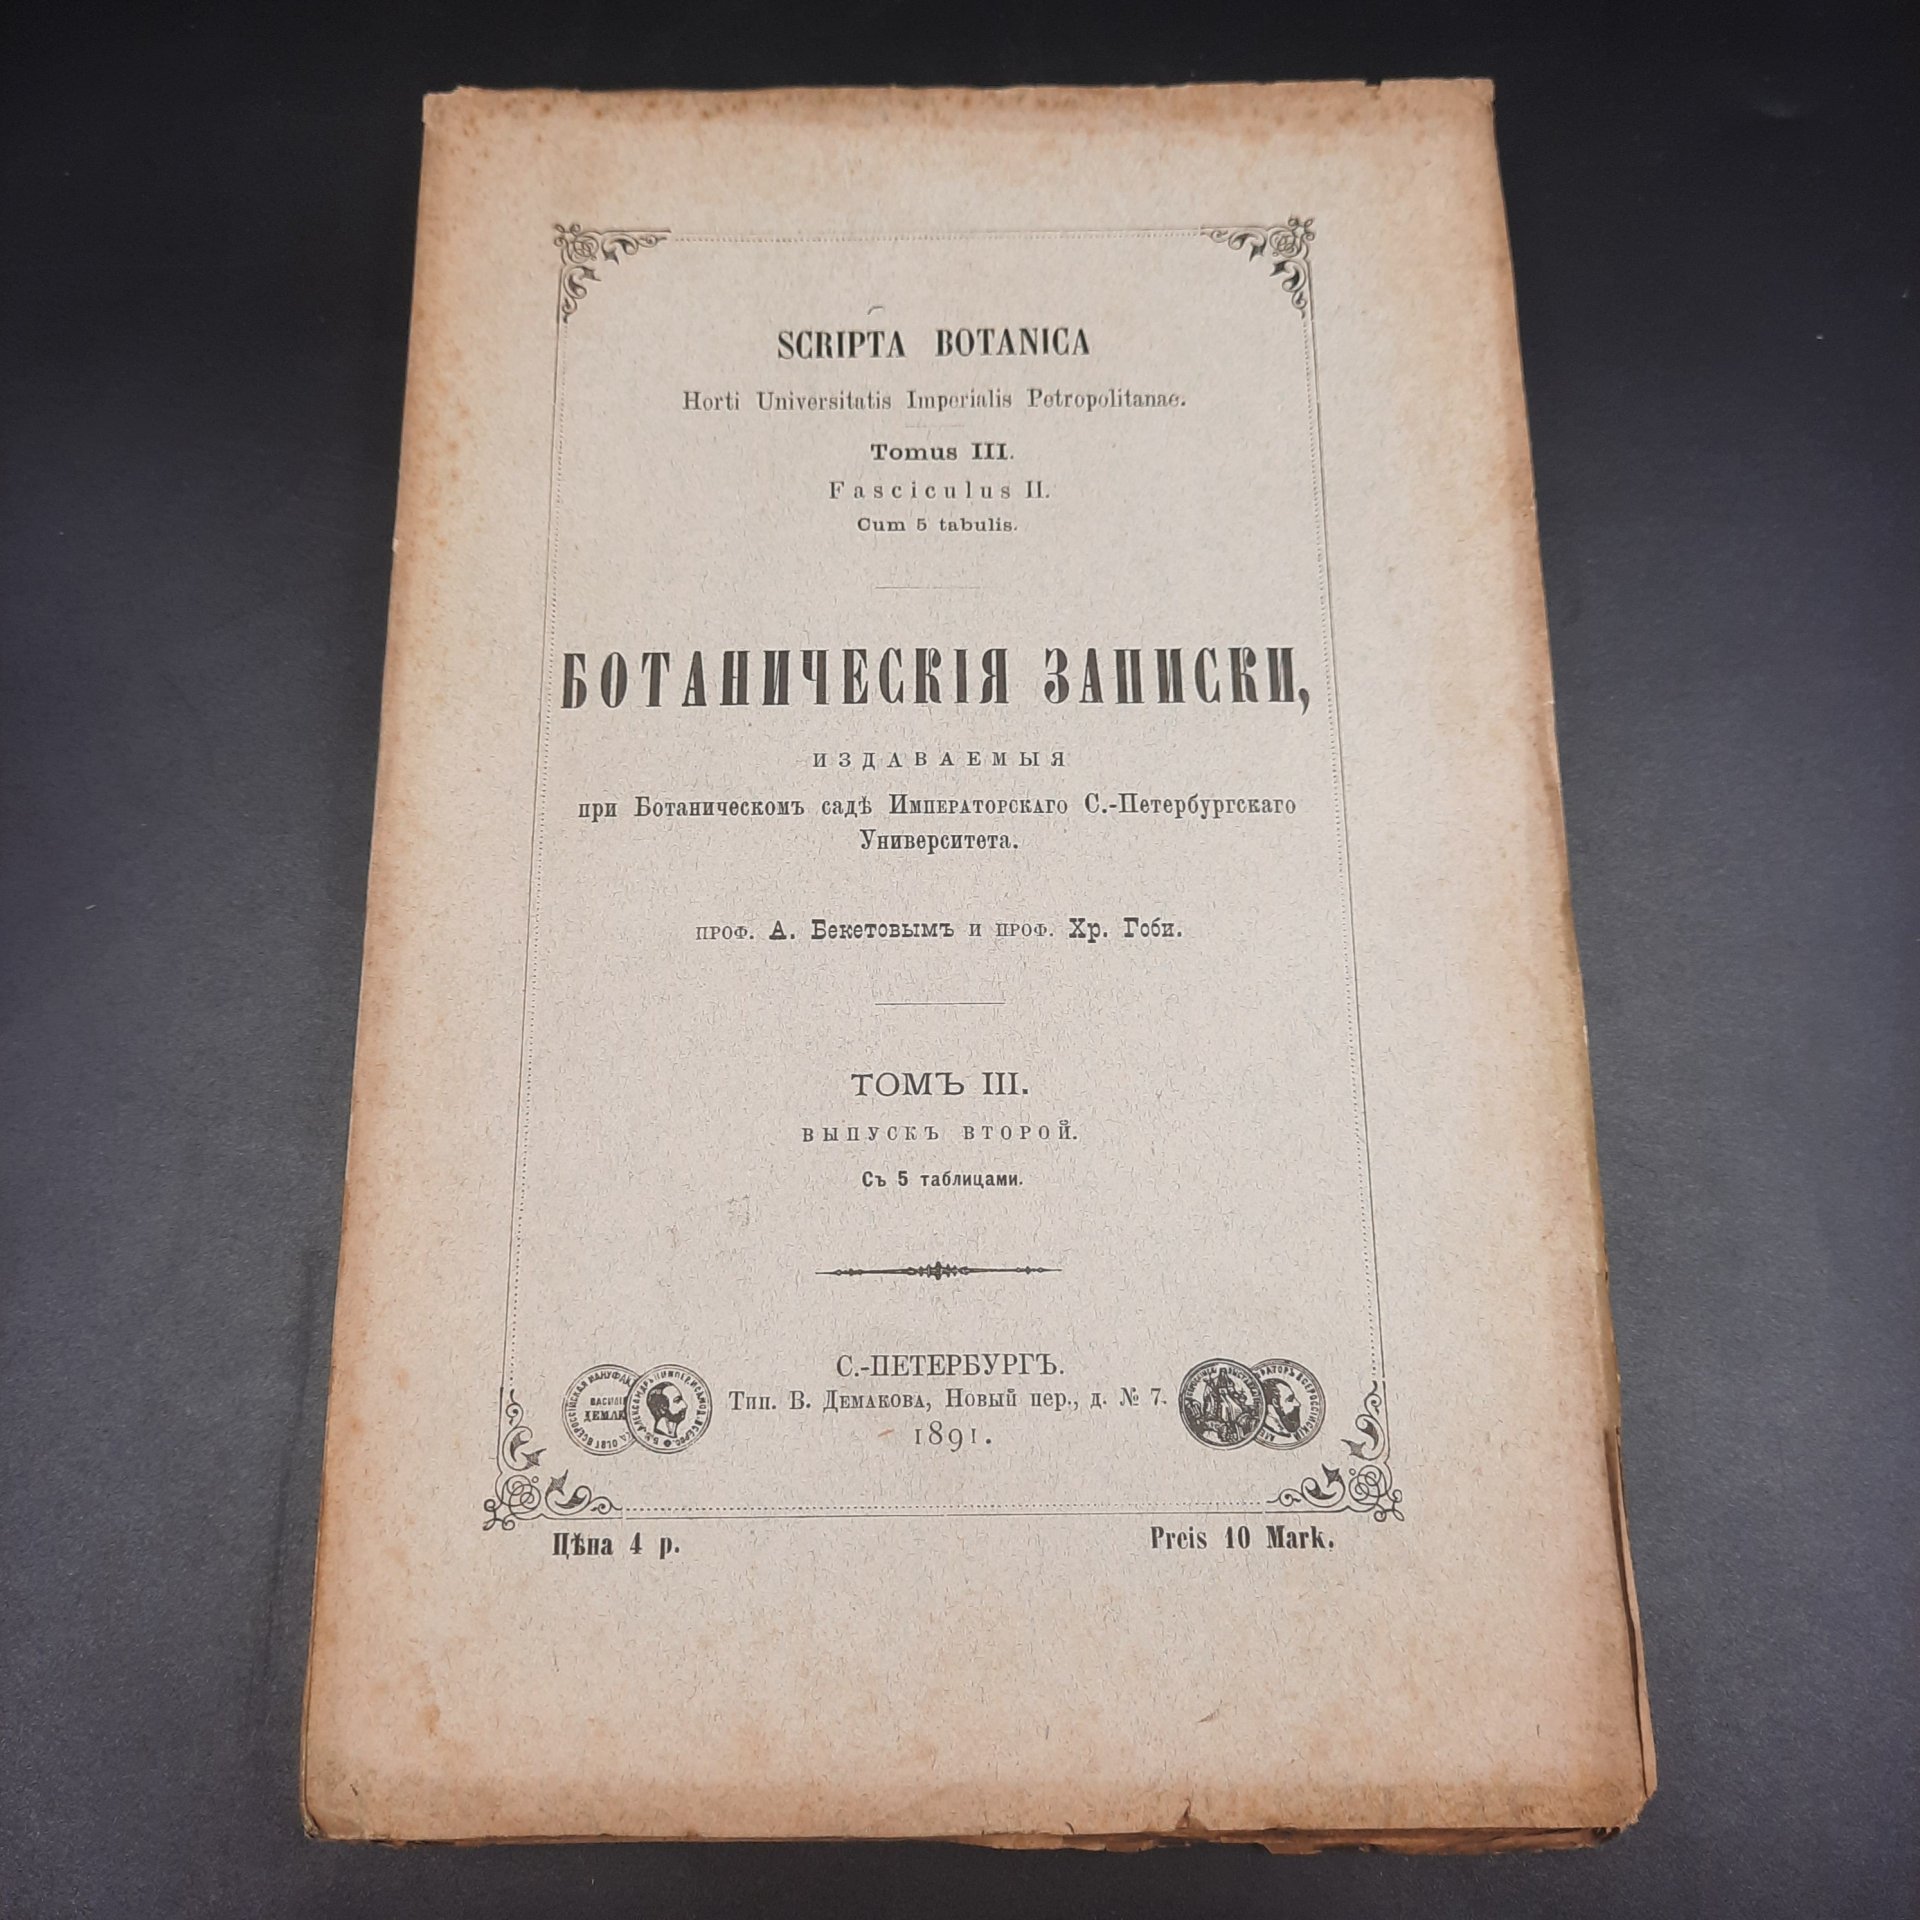 SCRIPTA BOTANICA
Horti Universitatis Imperialis Petropolitanae.
Tomus III.
Fasciculus II.
Cum 5 tabulis.
БОТАНИЧЕСКІЯ ЗАПИСКИ,
ИЗДАВАЕМЫЯ
при Ботаническомъ садѣ Императорскаго С.-Петербургскаго
Университета.
проф. А. Бекетовымъ и проф. Хр. Гоби.
ТОМЪ III.
ВЫПУСКЪ ВТОРОЙ.
Съ 5 таблицами.
С.-ПЕТЕРБУРГЪ.
Тип. В. Демакова, Новый пер., д. № 7.
1891.
Цѣна 4 р.
Preis 10 Mark.